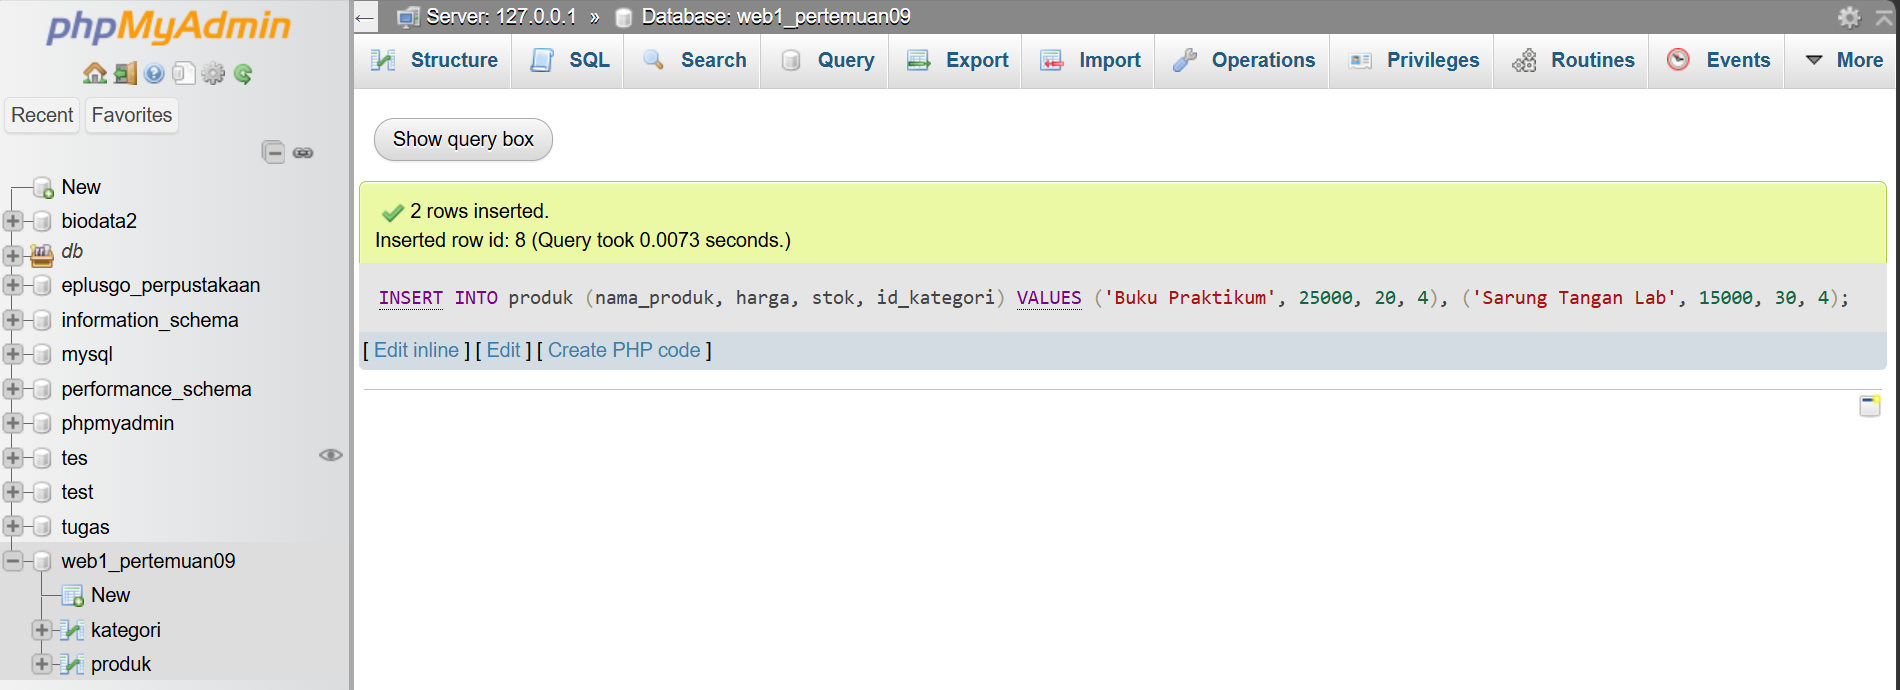 phpMyAdmin
Recent Favorites
New
biodata2
db
eplusgo_perpustakaan
information_schema
mysql
performance_schema
phpmyadmin
tes
test
tugas
web1_pertemuan09
New
kategori
produk
Server: 127.0.0.1 » Database: web1_pertemuan09
Structure SQL Search Query Export Import Operations Privileges Routines Events More
Show query box
2 rows inserted.
Inserted row id: 8 (Query took 0.0073 seconds.)
INSERT INTO produk (nama_produk, harga, stok, id_kategori) VALUES ('Buku Praktikum', 25000, 20, 4), ('Sarung Tangan Lab', 15000, 30, 4);
[ Edit inline ] [ Edit ] [ Create PHP code ]